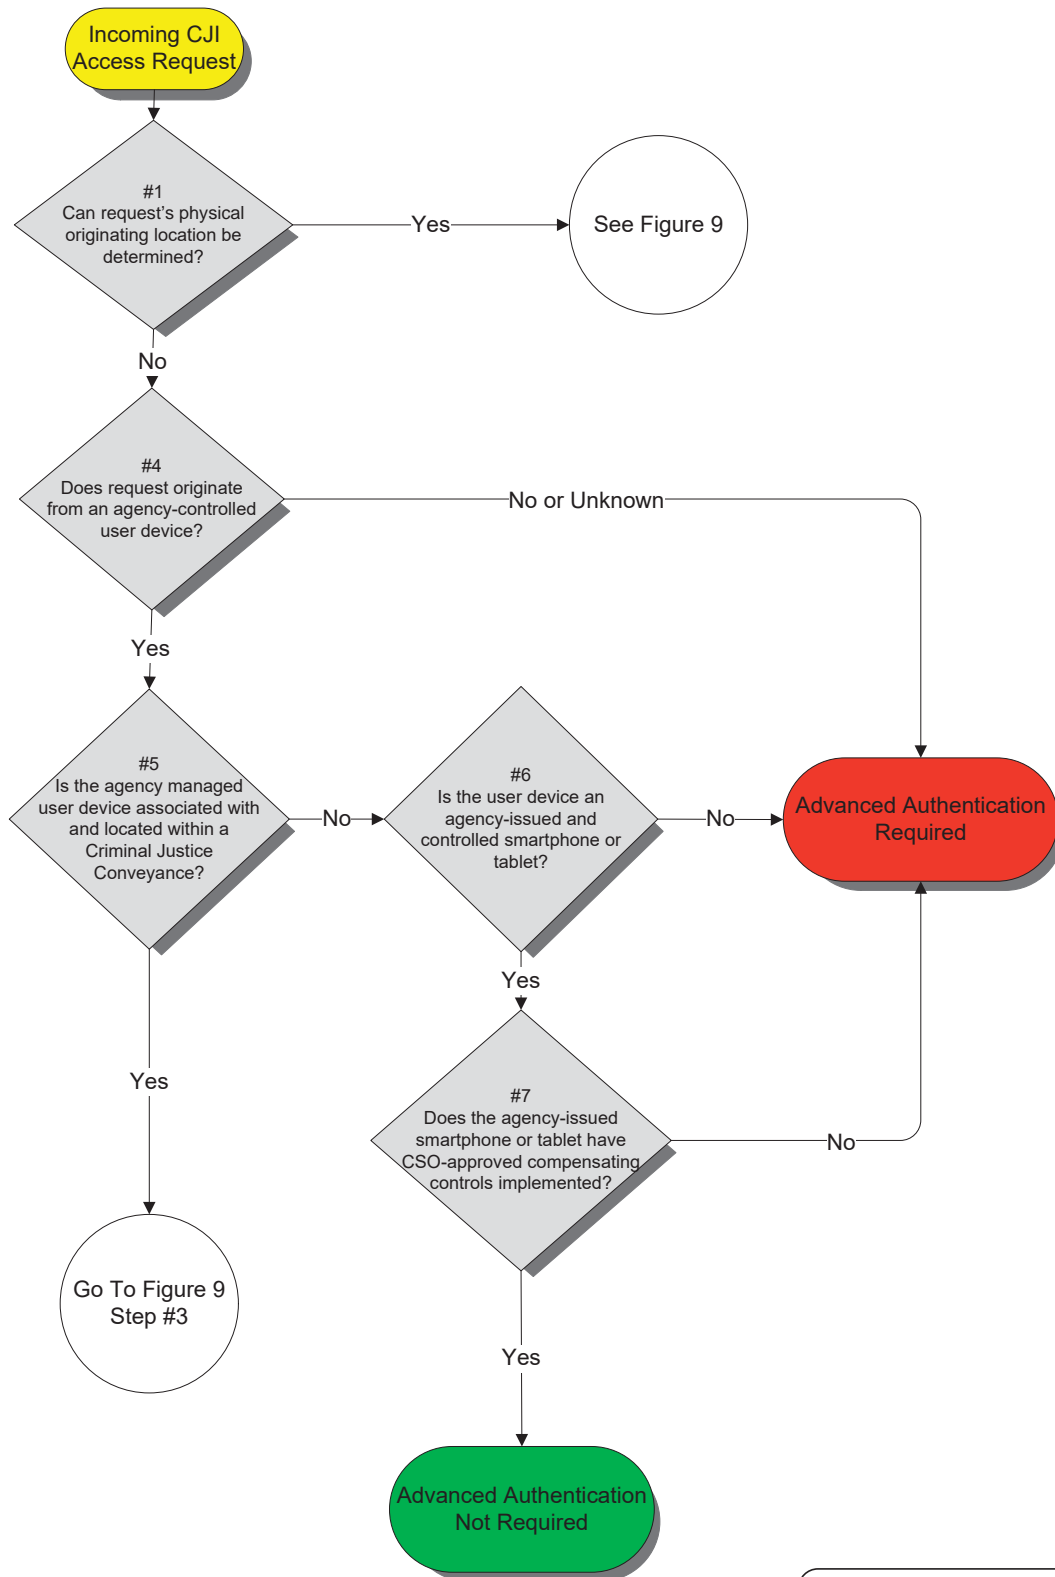 Incoming CJI
Access Request
#1
Can request's physical
originating location be
determined?
Yes
See Figure 9
No
#4
Does request originate
from an agency-controlled
user device?
No or Unknown
Yes
#5
Is the agency managed
user device associated with
and located within a
Criminal Justice
Conveyance?
No
#6
Is the user device an
agency-issued and
controlled smartphone or
tablet?
No
Advanced Authentication
Required
Yes
#7
Does the agency-issued
smartphone or tablet have
CSO-approved compensating
controls implemented?
No
Yes
Go To Figure 9
Step #3
Yes
Advanced Authentication
Not Required